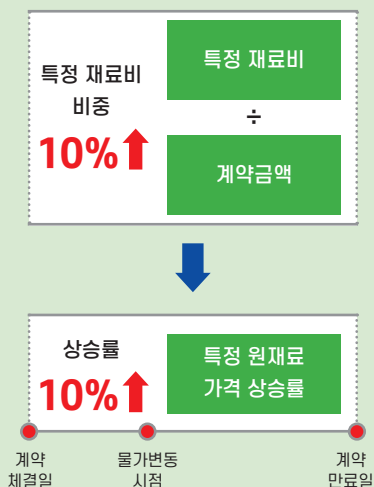 특정 재료비
비중
10%
특정 재료비
÷
계약금액
상승률
10%
특정 원재료
가격 상승률
계약
체결일
물가변동
시점
계약
만료일